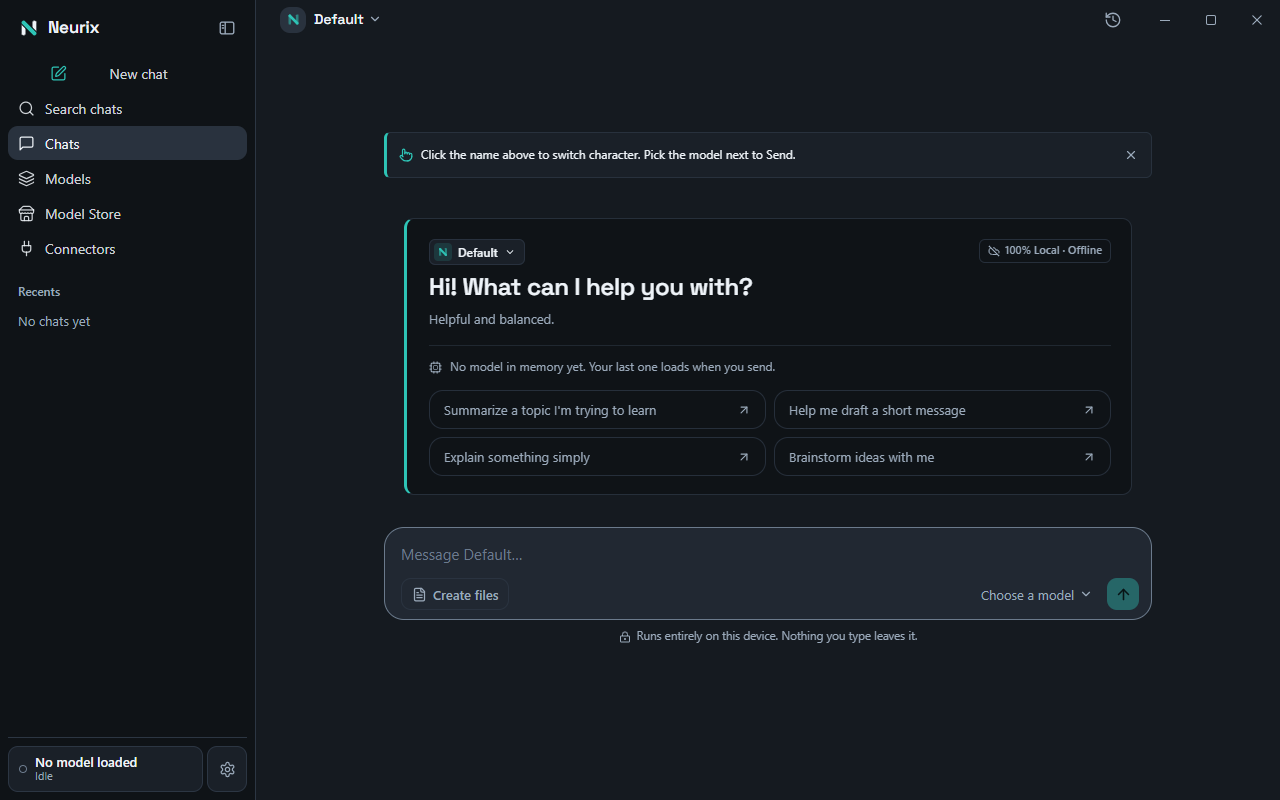 Neurix
New chat
Search chats
Chats
Models
Model Store
Connectors
Recents
No chats yet
No model loaded
Idle
Default
Click the name above to switch character. Pick the model next to Send.
Default
100% Local · Offline
Hi! What can I help you with?
Helpful and balanced.
No model in memory yet. Your last one loads when you send.
Summarize a topic I'm trying to learn
Help me draft a short message
Explain something simply
Brainstorm ideas with me
Message Default...
Create files
Choose a model
Runs entirely on this device. Nothing you type leaves it.